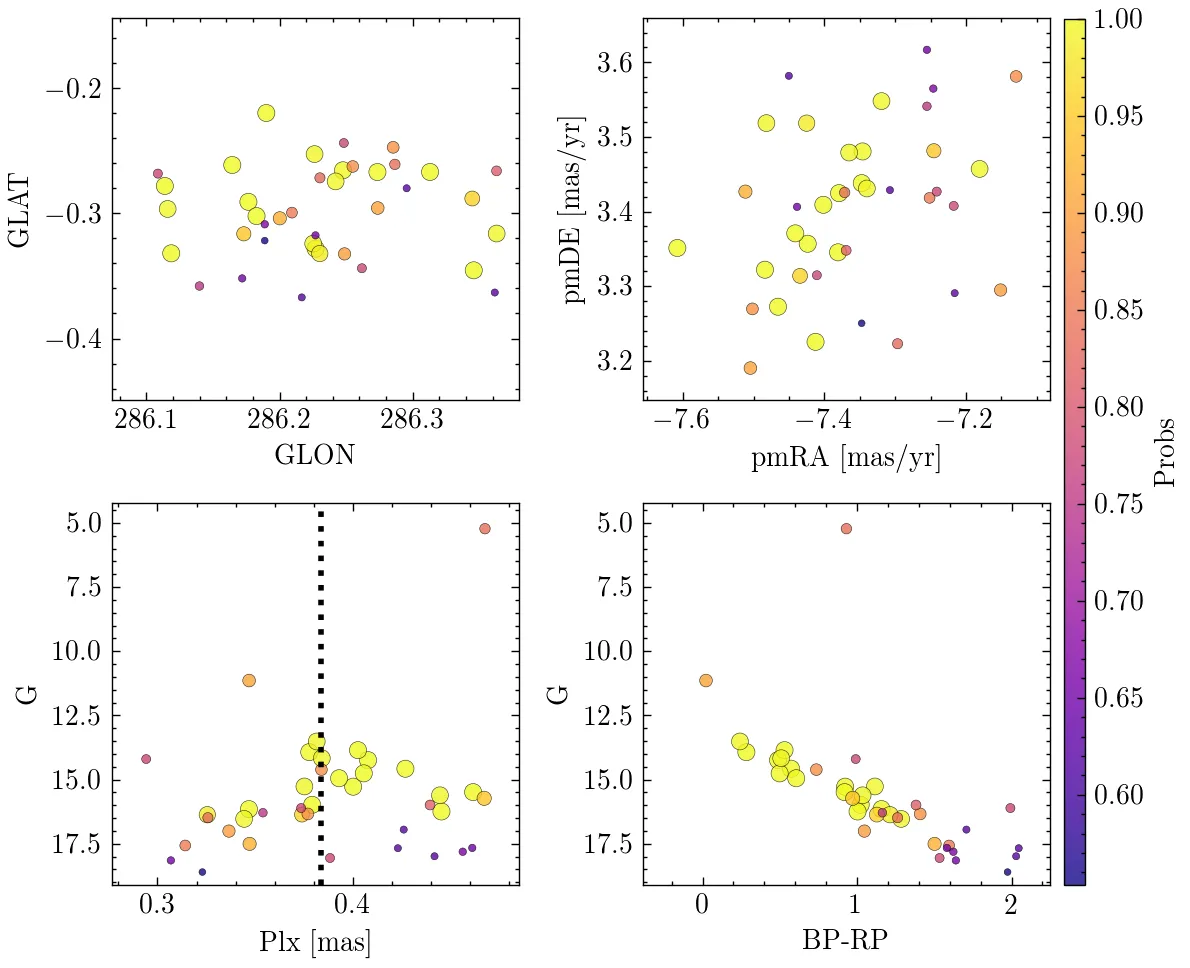 −0.2
−0.3
−0.4
GLAT
286.1 286.2 286.3
GLON
3.6
3.5
3.4
3.3
3.2
pmDE [mas/yr]
−7.6 −7.4 −7.2
pmRA [mas/yr]
1.00
0.95
0.90
0.85
0.80
0.75
0.70
0.65
0.60
Probs
5.0
7.5
10.0
12.5
15.0
17.5
G
0.3 0.4
Plx [mas]
5.0
7.5
10.0
12.5
15.0
17.5
G
0 1 2
BP-RP